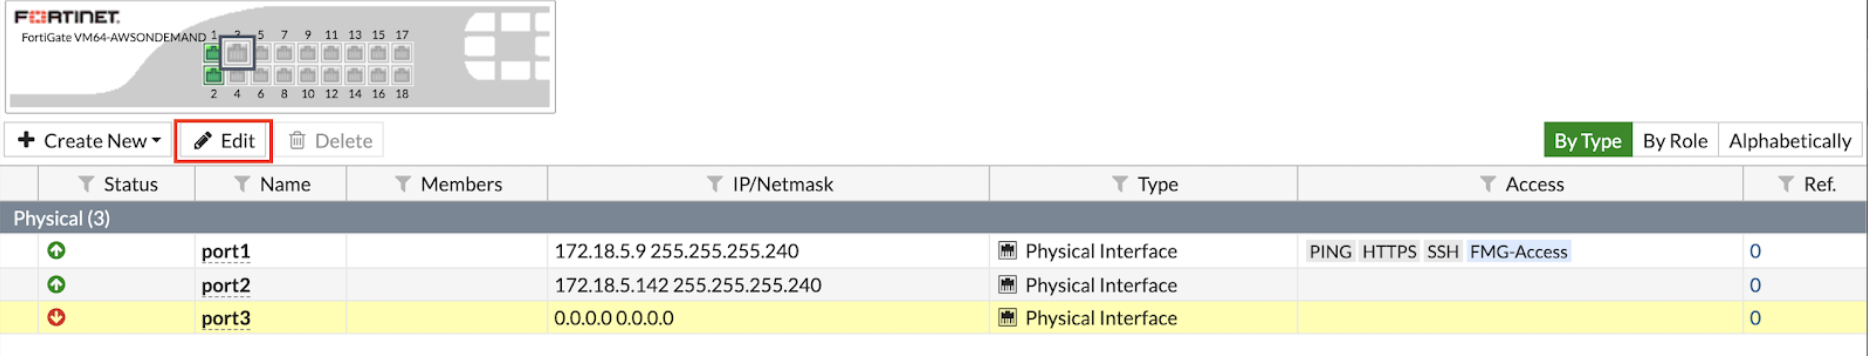 FORTINET.
FortiGate VM64-AWSONDEMAND 1 3 5 7 9 11 13 15 17
2 4 6 8 10 12 14 16 18
Create New Edit Delete By Type By Role Alphabetically
Status Name Members IP/Netmask Type Access Ref.
Physical (3)
port1 172.18.5.9 255.255.255.240 Physical Interface PING HTTPS SSH FMG-Access 0
port2 172.18.5.142 255.255.255.240 Physical Interface 0
port3 0.0.0.0 0.0.0.0 Physical Interface 0